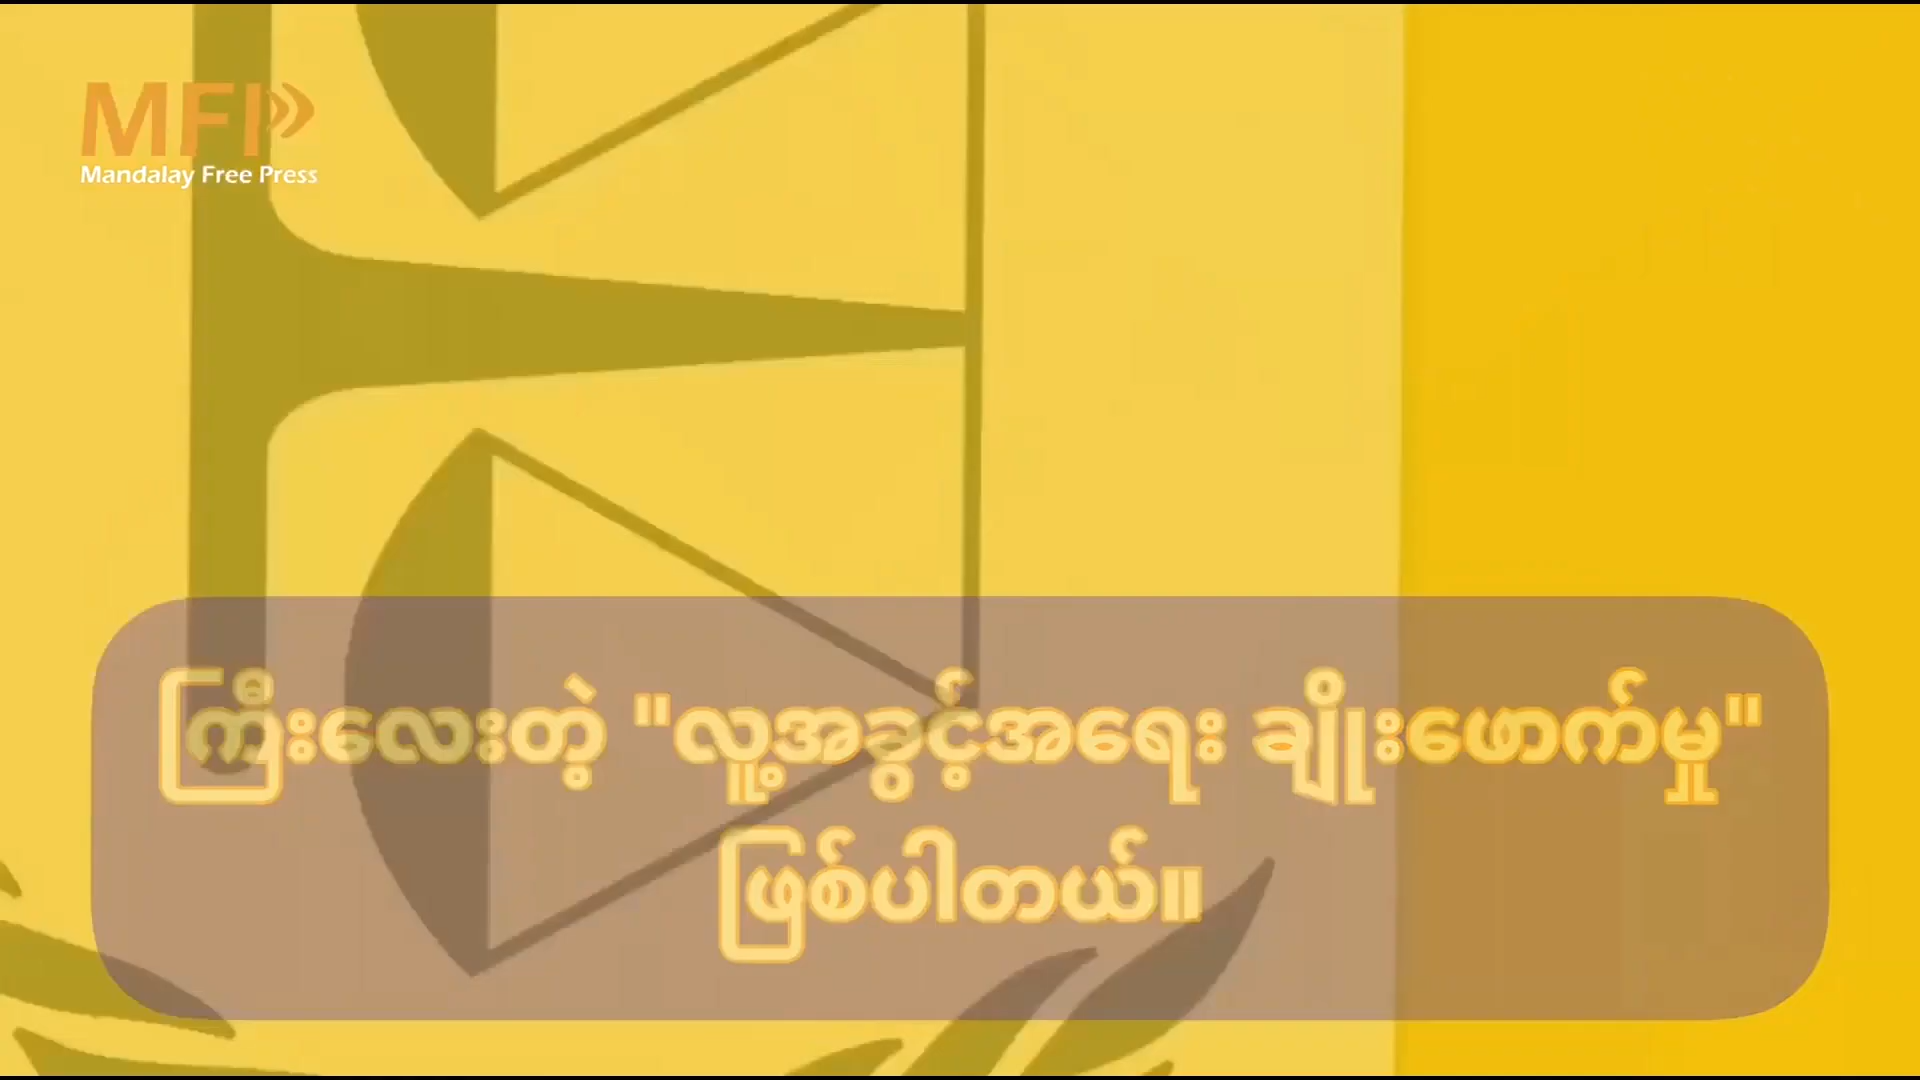 MFP
Mandalay Free Press
ကြီးလေးတဲ့ "လူ့အခွင့်အရေး ချိုးဖောက်မှု"
ဖြစ်ပါတယ်။